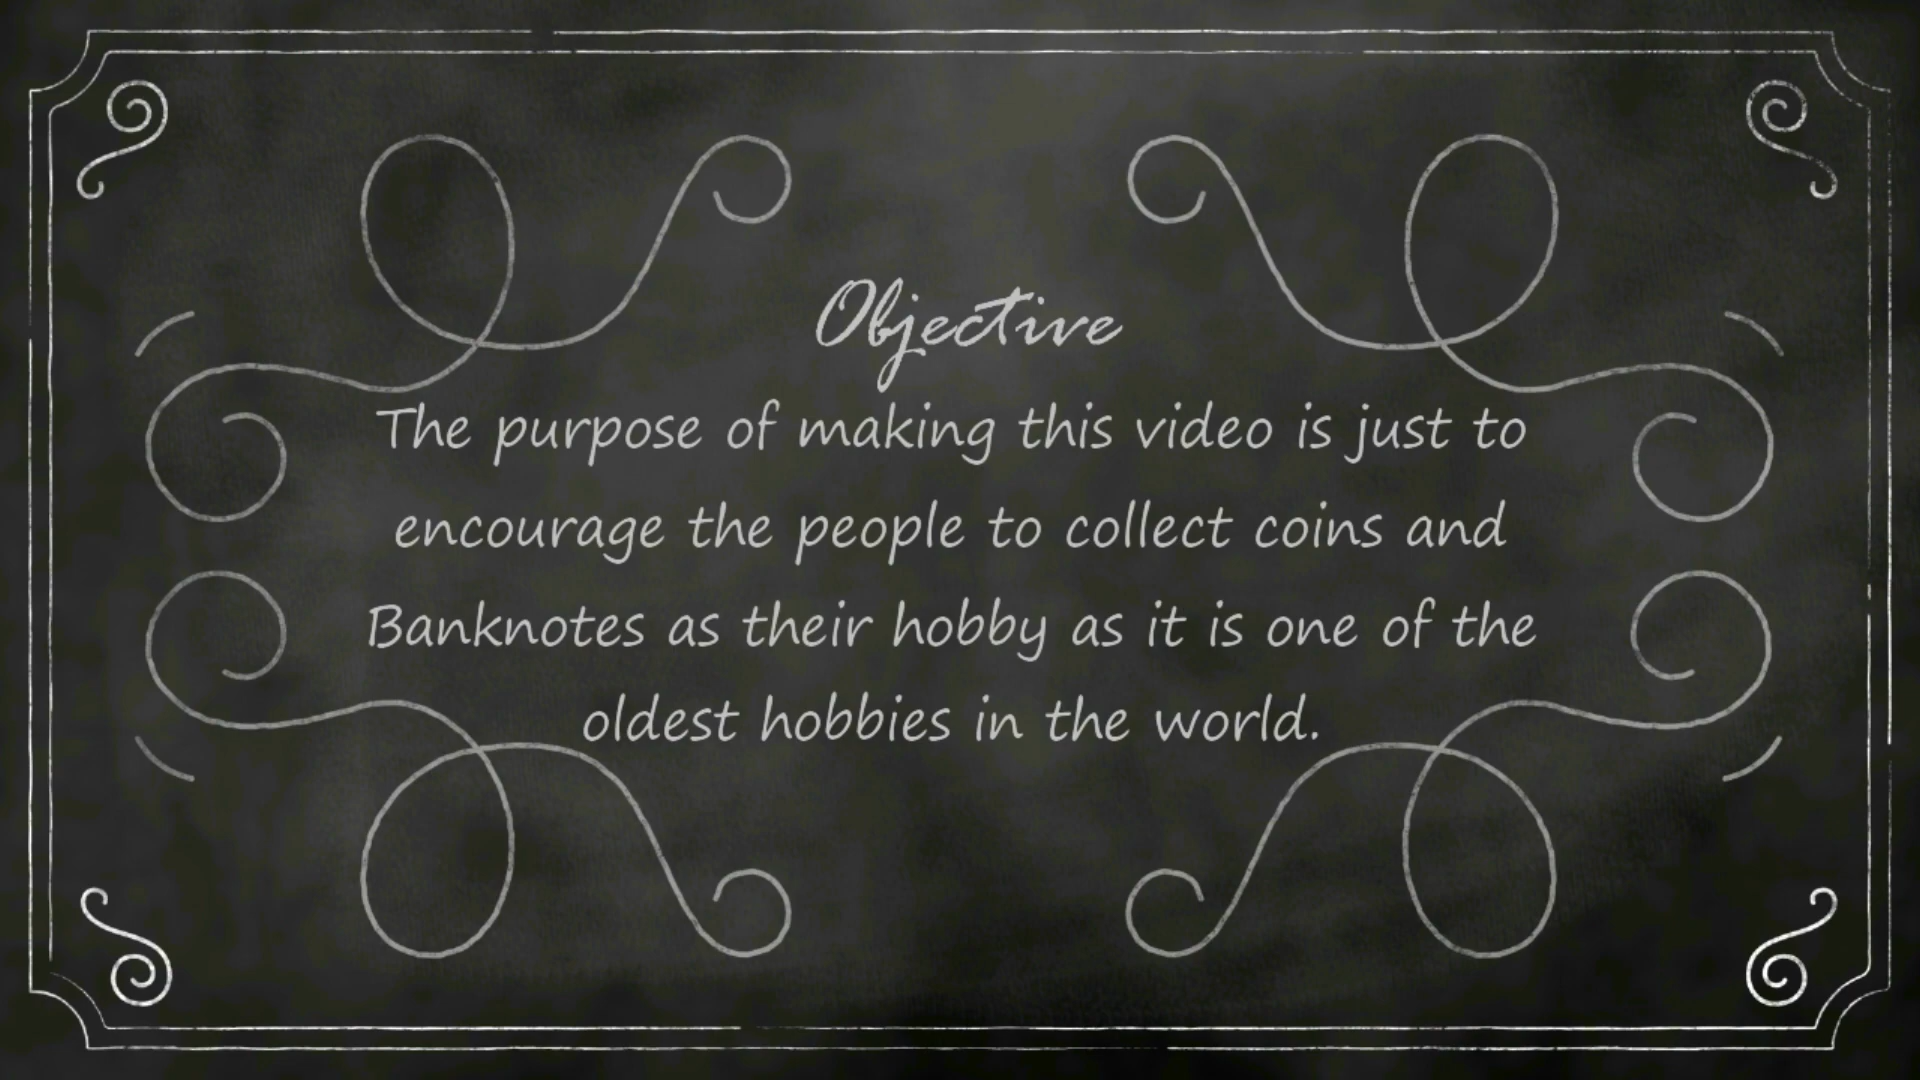 Objective
The purpose of making this video is just to
encourage the people to collect coins and
Banknotes as their hobby as it is one of the
oldest hobbies in the world.